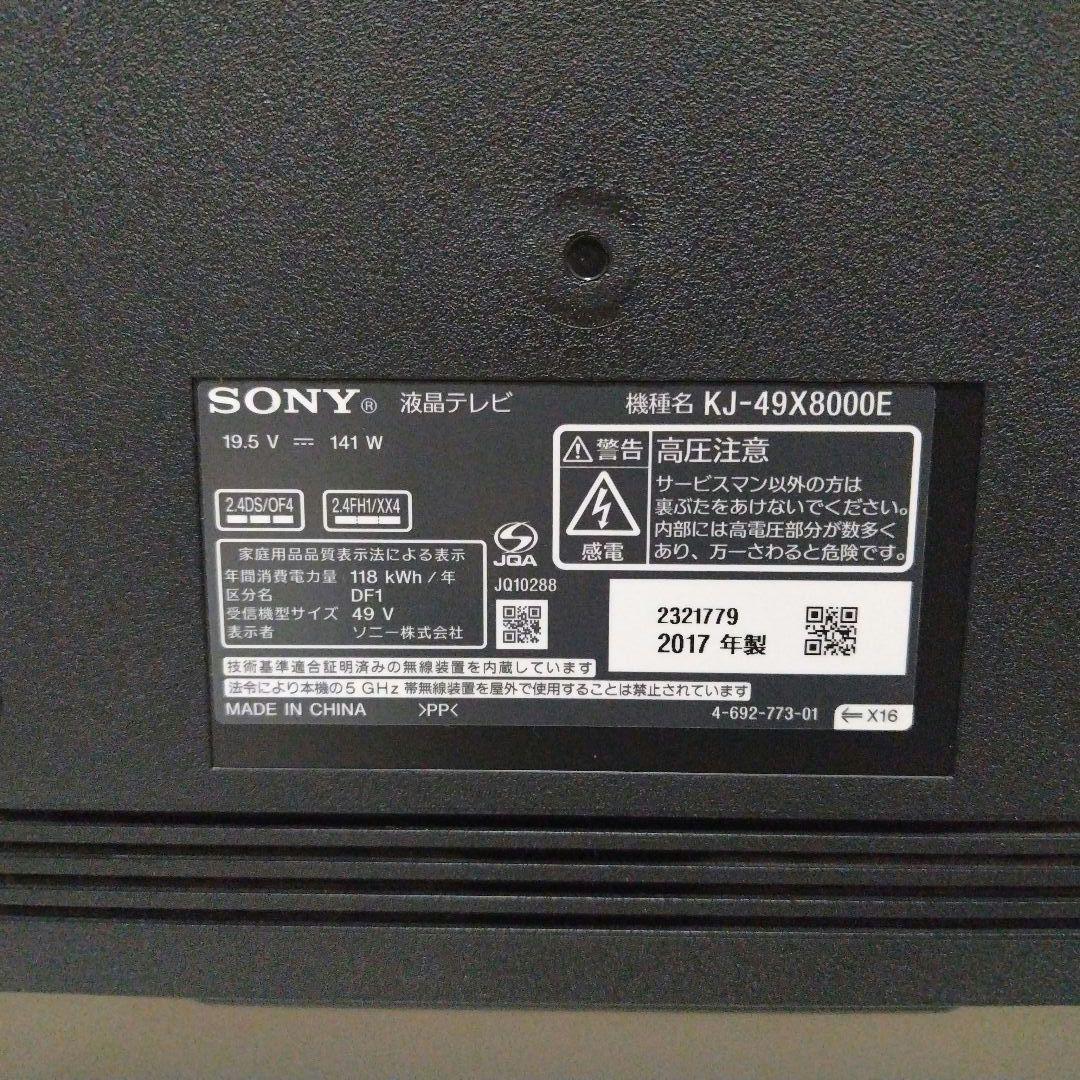 SONY® 液晶テレビ 機種名 KJ-49X8000E
19.5 V ⎓ 141 W
2.4DS/OF4 2.4FH1/XX4
警告 高圧注意
サービスマン以外の方は
裏ぶたをあけないでください。
内部には高電圧部分が数多く
あり、万一さわると危険です。
感電
家庭用品品質表示法による表示
年間消費電力量 118 kWh / 年
区分名 DF1
受信機型サイズ 49 V
表示者 ソニー株式会社
JQA
JQ10288
2321779
2017 年製
技術基準適合証明済みの無線装置を内蔵しています
法令により本機の5 GHz 帯無線装置を屋外で使用することは禁止されています
MADE IN CHINA >PP< 4-692-773-01 ⇐ X16